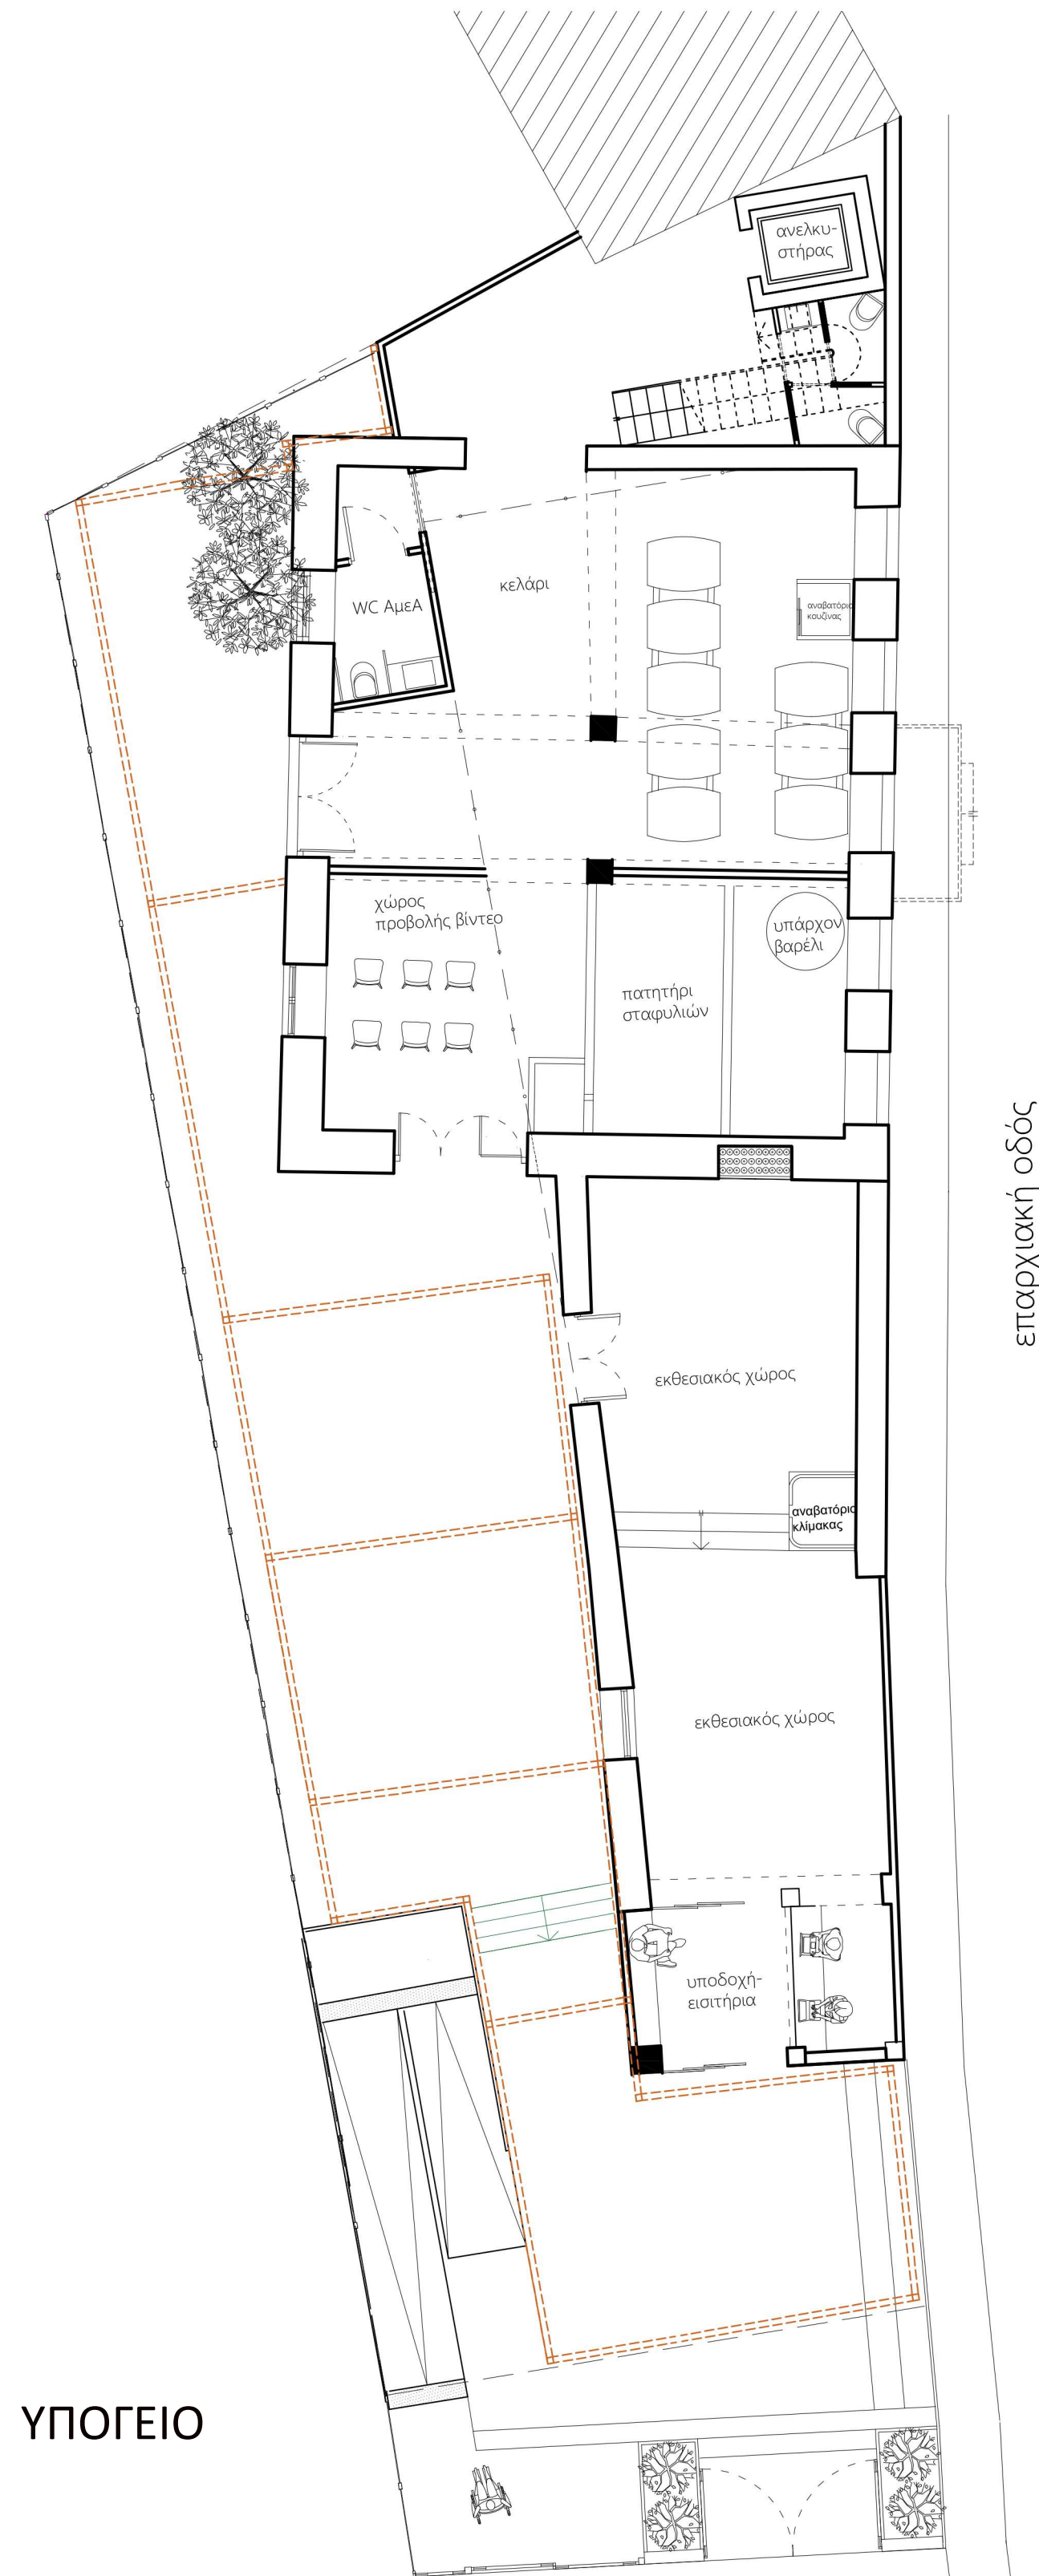 ανελκυ-
στήρας
κελάρι
WC ΑμεΑ
αναβατόριο
κουζίνας
χώρος
προβολής βίντεο
υπάρχον
βαρέλι
πατητήρι
σταφυλιών
επαρχιακή οδός
εκθεσιακός χώρος
αναβατόριο
κλίμακας
εκθεσιακός χώρος
υποδοχή-
εισιτήρια
ΥΠΟΓΕΙΟ